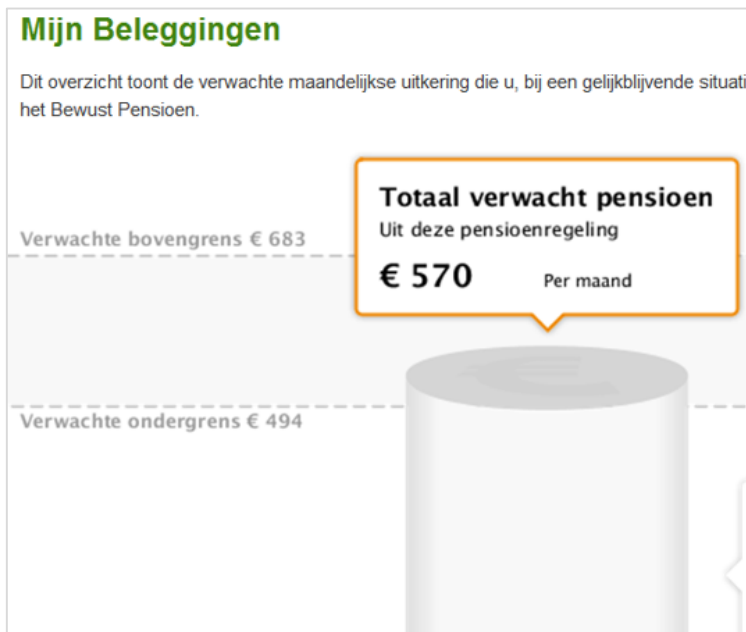 Mijn Beleggingen
Dit overzicht toont de verwachte maandelijkse uitkering die u, bij een gelijkblijvende situati
het Bewust Pensioen.
Totaal verwacht pensioen
Uit deze pensioenregeling
€ 570 Per maand
Verwachte bovengrens € 683
Verwachte ondergrens € 494
€